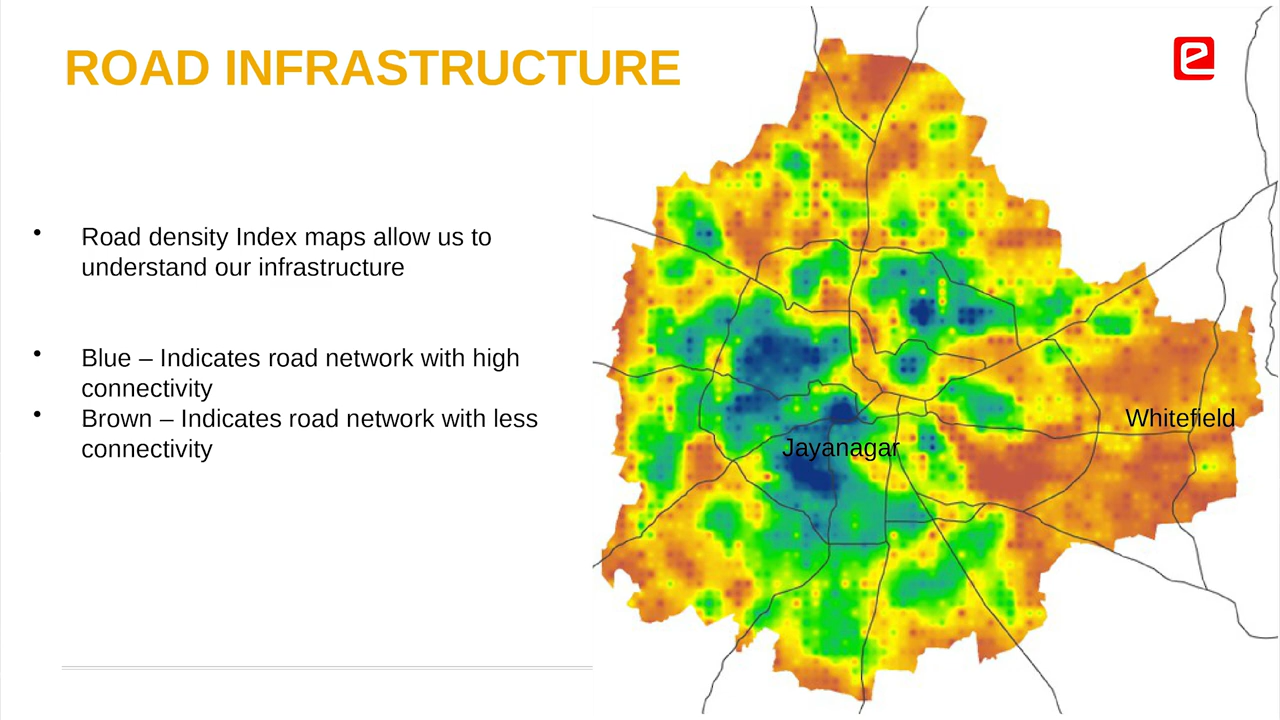 ROAD INFRASTRUCTURE
• Road density Index maps allow us to
understand our infrastructure
• Blue – Indicates road network with high
connectivity
• Brown – Indicates road network with less
connectivity
Whitefield
Jayanagar
e